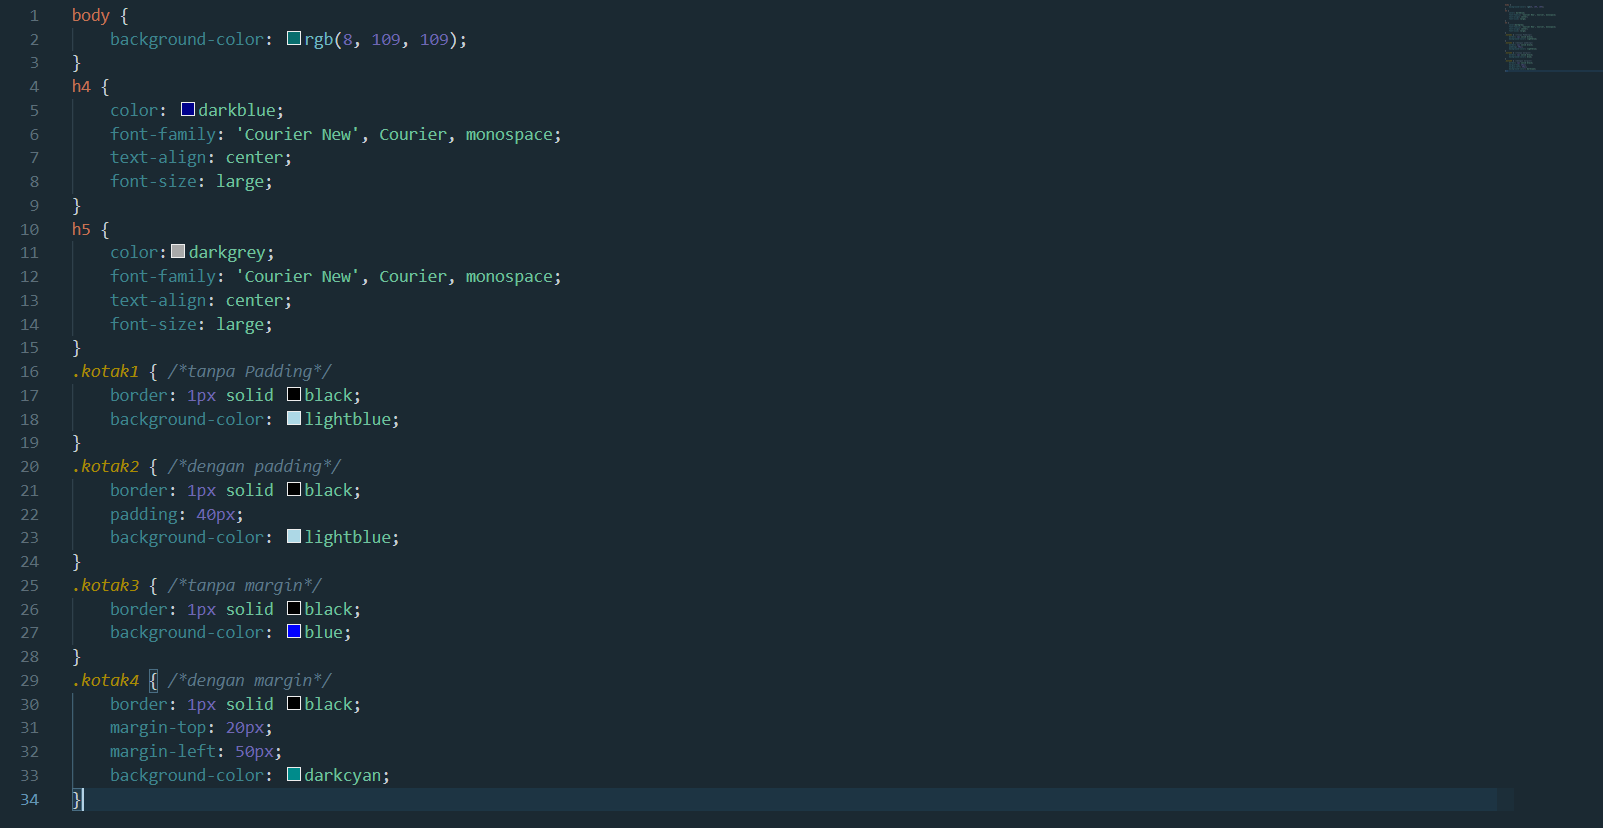 1 body {
2 background-color: rgb(8, 109, 109);
3 }
4 h4 {
5 color: darkblue;
6 font-family: 'Courier New', Courier, monospace;
7 text-align: center;
8 font-size: large;
9 }
10 h5 {
11 color: darkgrey;
12 font-family: 'Courier New', Courier, monospace;
13 text-align: center;
14 font-size: large;
15 }
16 .kotak1 { /*tanpa Padding*/
17 border: 1px solid black;
18 background-color: lightblue;
19 }
20 .kotak2 { /*dengan padding*/
21 border: 1px solid black;
22 padding: 40px;
23 background-color: lightblue;
24 }
25 .kotak3 { /*tanpa margin*/
26 border: 1px solid black;
27 background-color: blue;
28 }
29 .kotak4 { /*dengan margin*/
30 border: 1px solid black;
31 margin-top: 20px;
32 margin-left: 50px;
33 background-color: darkcyan;
34 }